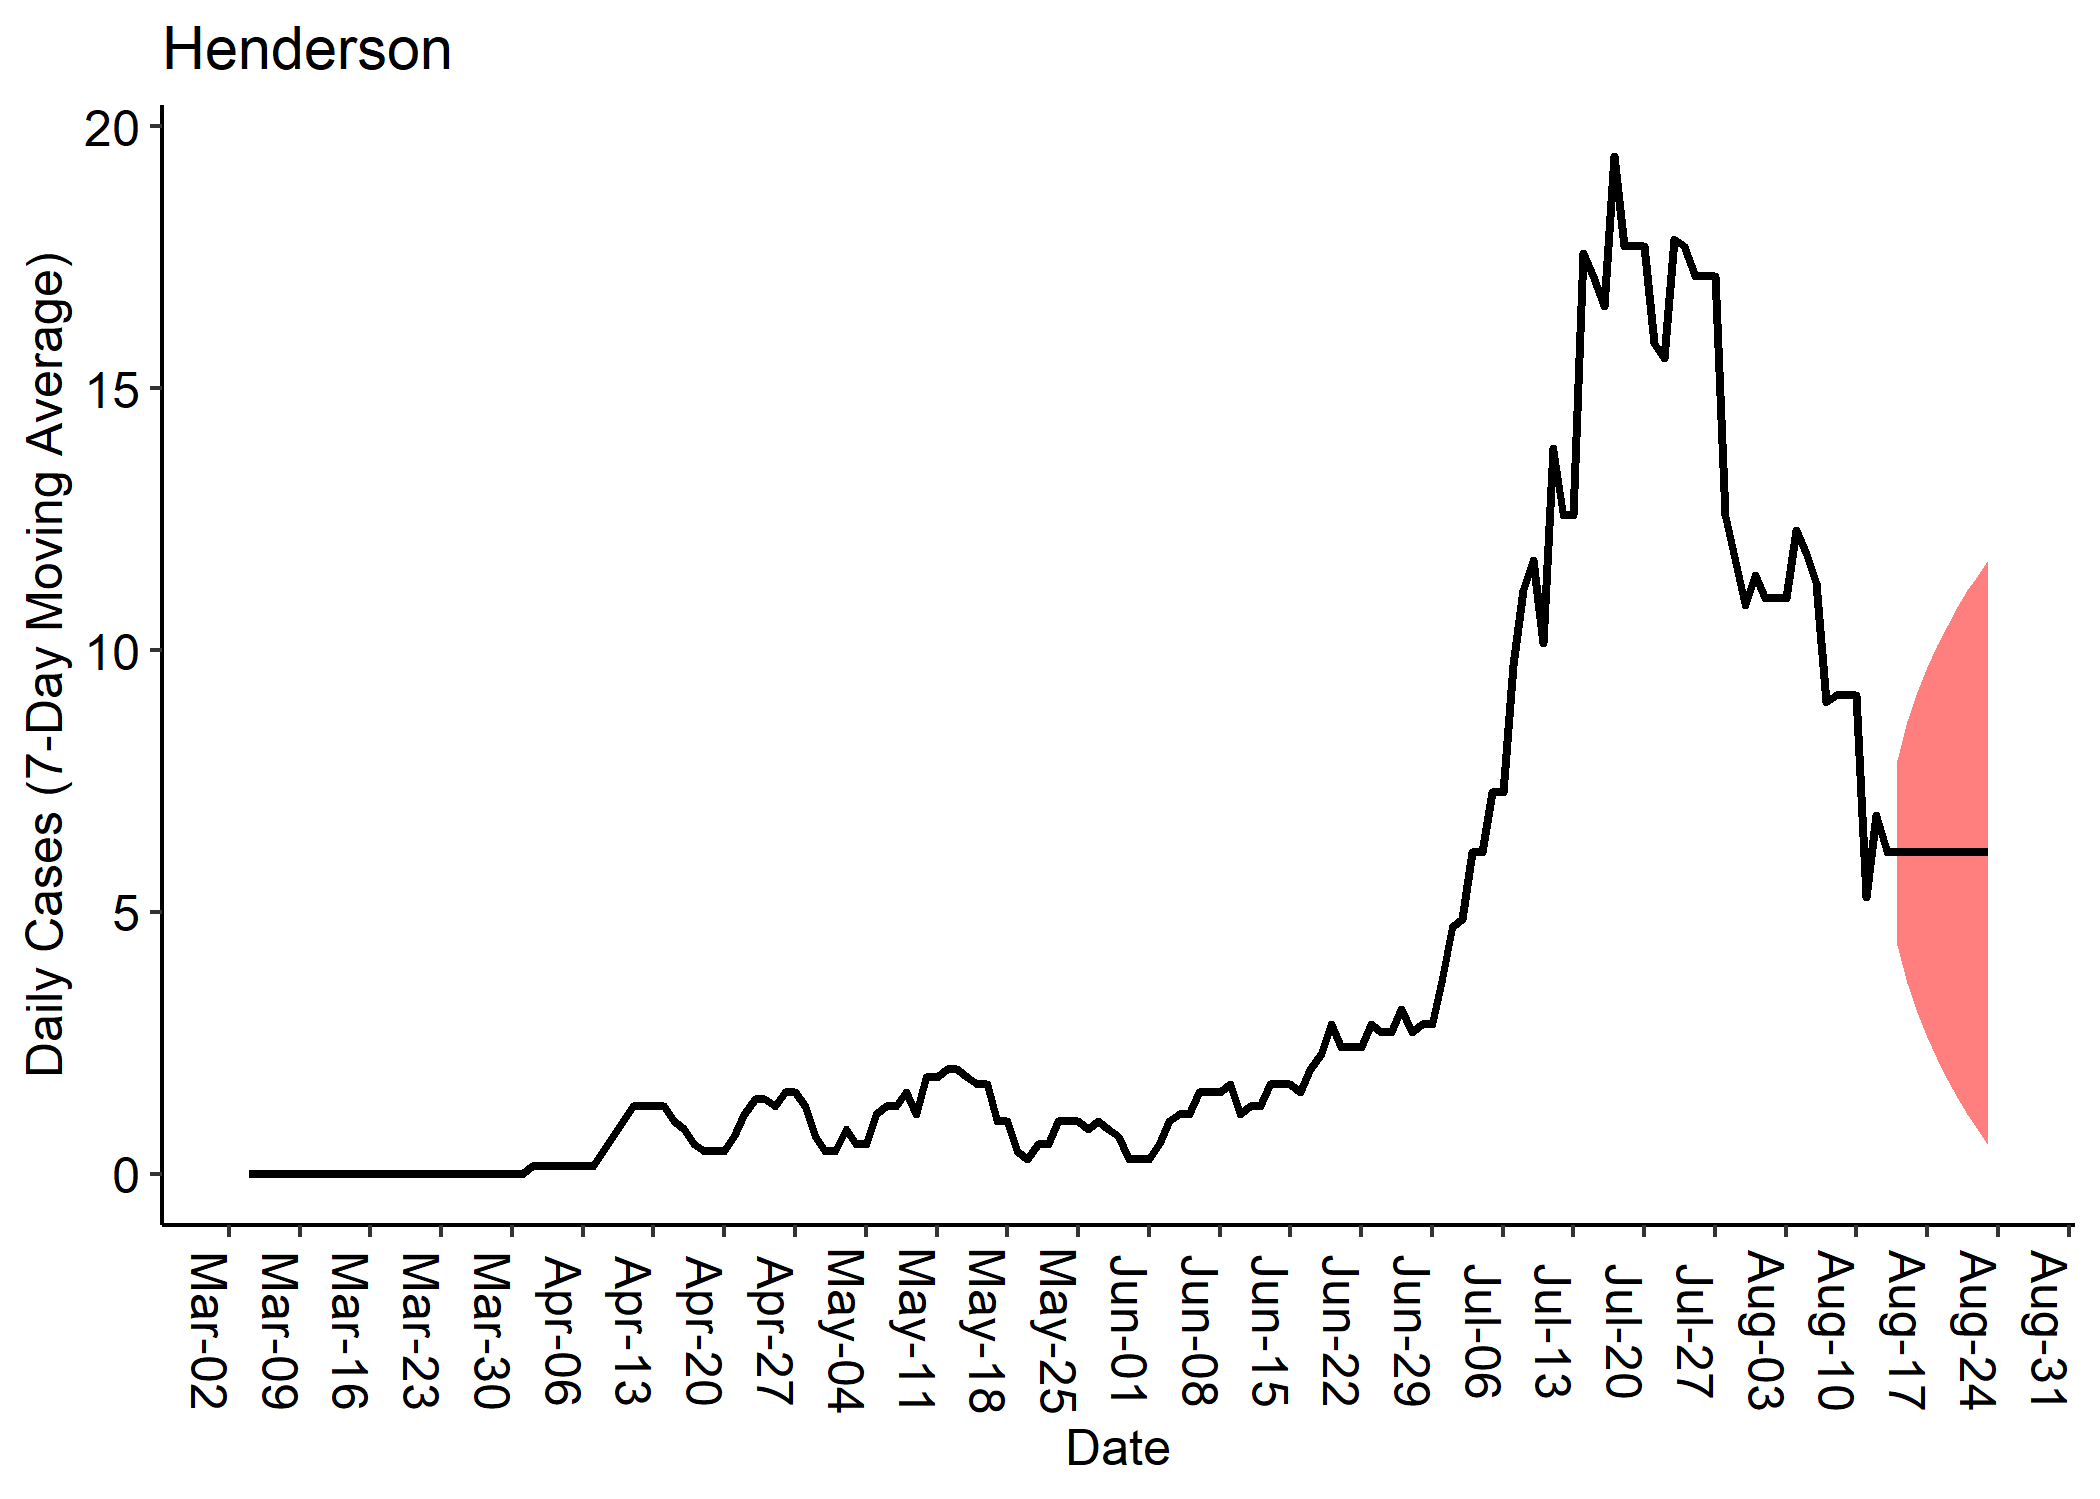 Henderson
Daily Cases (7-Day Moving Average)
20
15
10
5
0
Mar-02
Mar-09
Mar-16
Mar-23
Mar-30
Apr-06
Apr-13
Apr-20
Apr-27
May-04
May-11
May-18
May-25
Jun-01
Jun-08
Jun-15
Jun-22
Jun-29
Jul-06
Jul-13
Jul-20
Jul-27
Aug-03
Aug-10
Aug-17
Aug-24
Aug-31
Date